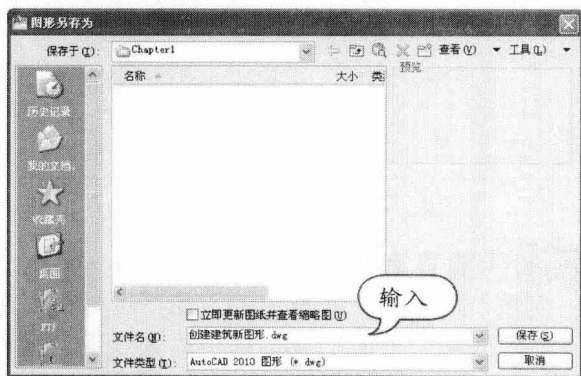 图形另存为
保存于(I):
Chapter1
查看(V)
工具(L)
名称
大小
类
预览
历史记录
我的文档
收藏夹
桌面
FTP
输入
立即更新图纸并查看缩略图(U)
文件名(N):
创建建筑新图形.dwg
保存(S)
文件类型(T):
AutoCAD 2010 图形 (*.dwg)
取消